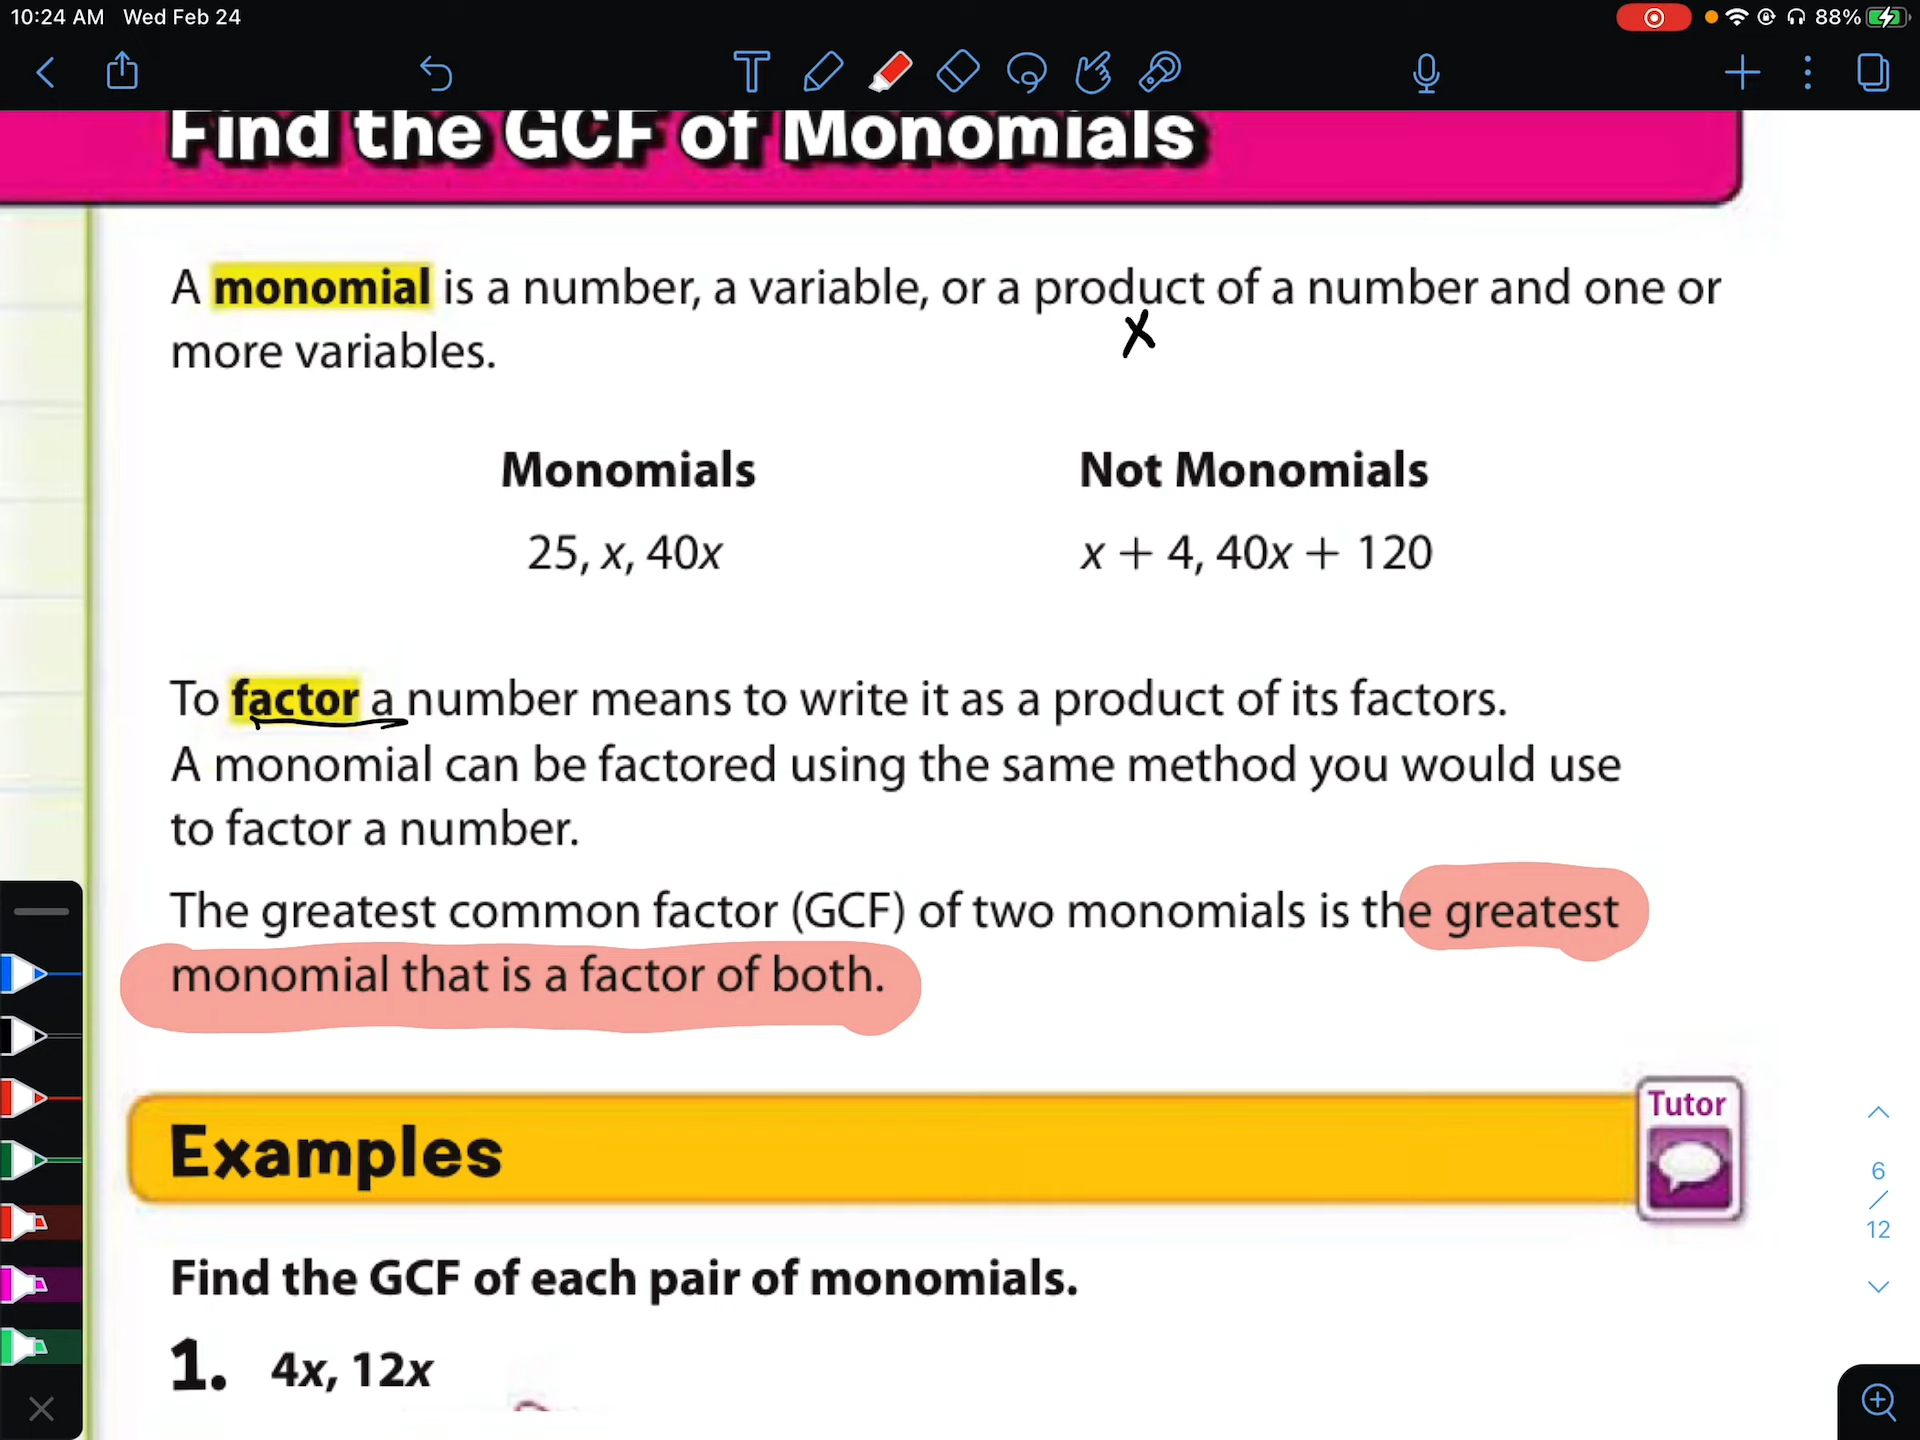 10:24 AM Wed Feb 24
88%
Find the GCF of Monomials
A monomial is a number, a variable, or a product of a number and one or
x
more variables.
Monomials
Not Monomials
25, x, 40x
x + 4, 40x + 120
To factor a number means to write it as a product of its factors.
A monomial can be factored using the same method you would use
to factor a number.
The greatest common factor (GCF) of two monomials is the greatest
monomial that is a factor of both.
Tutor
Examples
6
/
12
Find the GCF of each pair of monomials.
1. 4x, 12x